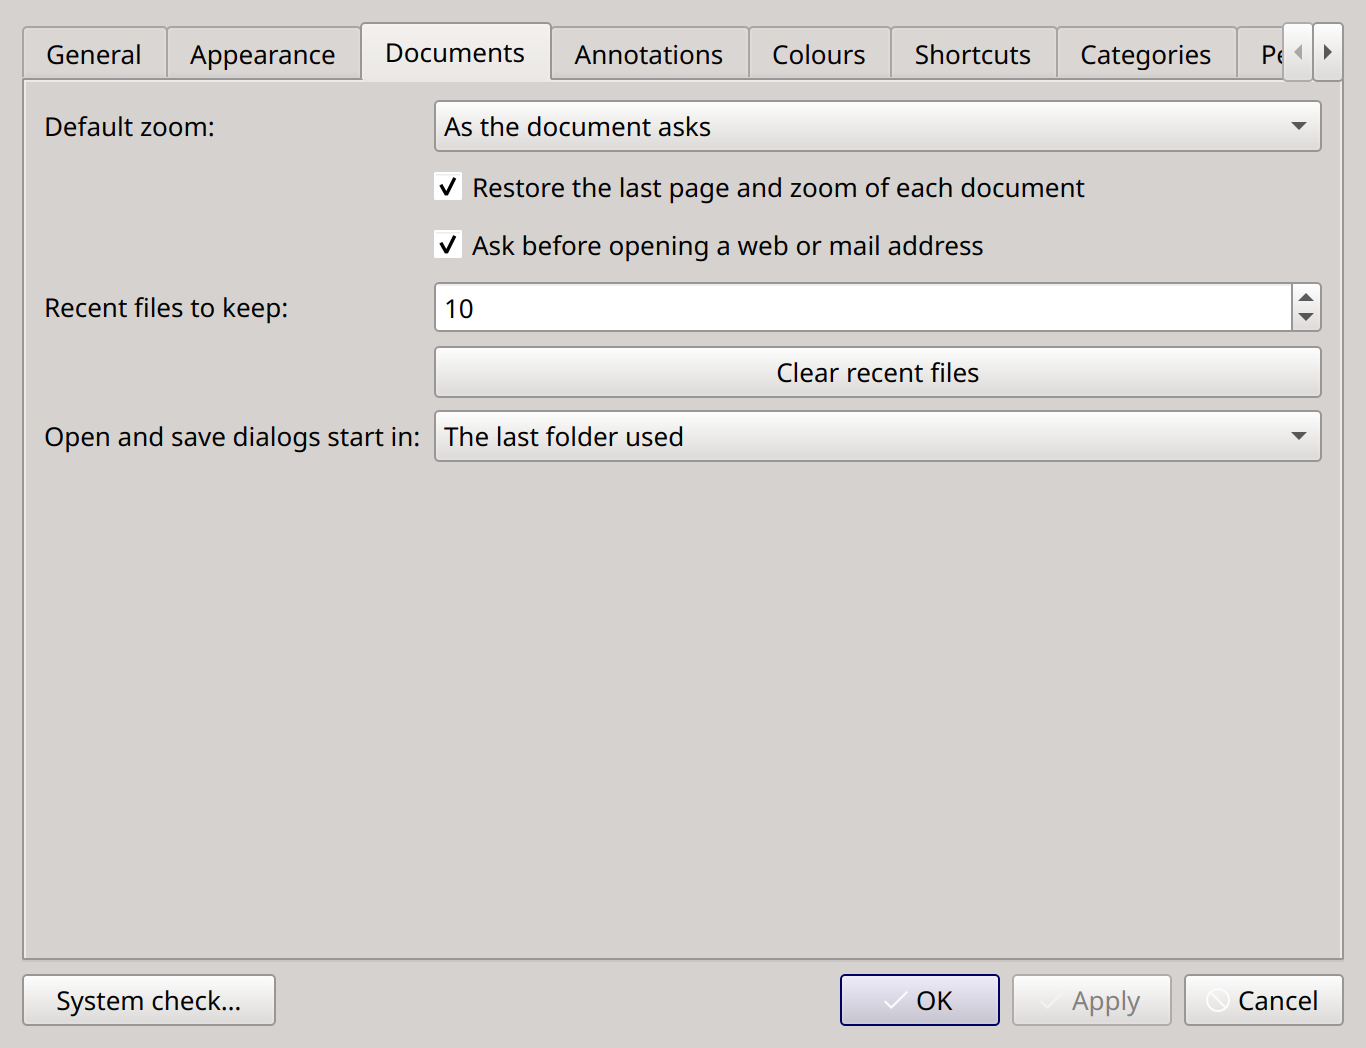 General Appearance Documents Annotations Colours Shortcuts Categories
Default zoom: As the document asks
Restore the last page and zoom of each document
Ask before opening a web or mail address
Recent files to keep: 10
Clear recent files
Open and save dialogs start in: The last folder used
System check... OK Apply Cancel